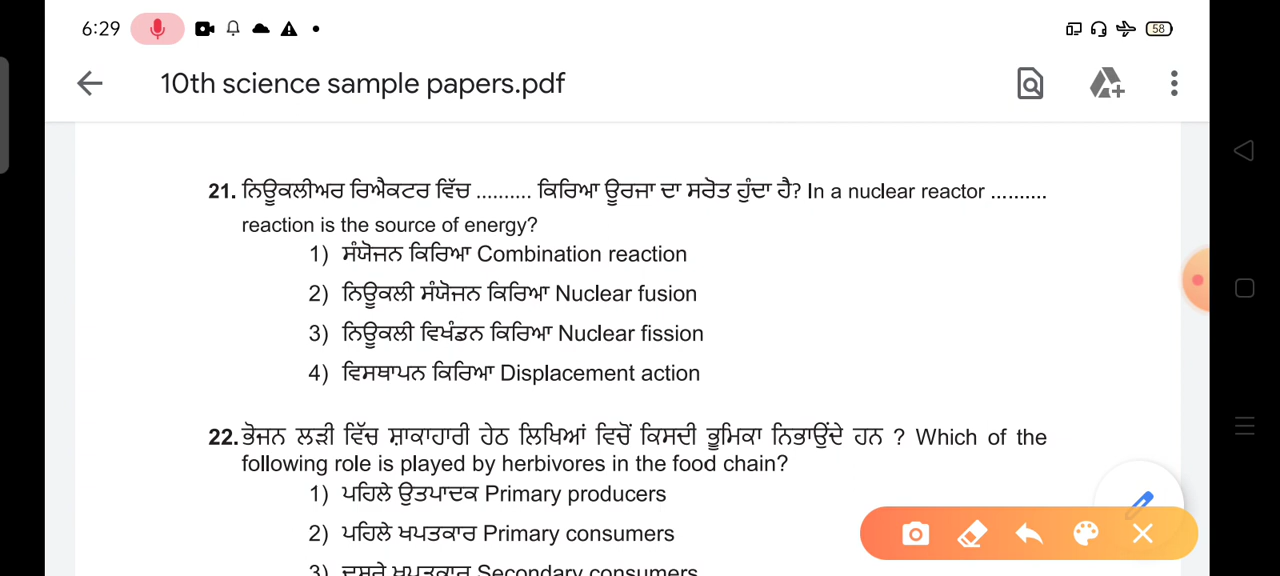 6:29
58
10th science sample papers.pdf
21. ਨਿਊਕਲੀਅਰ ਰਿਐਕਟਰ ਵਿੱਚ .......... ਕਿਰਿਆ ਊਰਜਾ ਦਾ ਸਰੋਤ ਹੁੰਦਾ ਹੈ? In a nuclear reactor ..........
reaction is the source of energy?
1) ਸੰਯੋਜਨ ਕਿਰਿਆ Combination reaction
2) ਨਿਊਕਲੀ ਸੰਯੋਜਨ ਕਿਰਿਆ Nuclear fusion
3) ਨਿਊਕਲੀ ਵਿਖੰਡਨ ਕਿਰਿਆ Nuclear fission
4) ਵਿਸਥਾਪਨ ਕਿਰਿਆ Displacement action
22. ਭੋਜਨ ਲੜੀ ਵਿੱਚ ਸ਼ਾਕਾਹਾਰੀ ਹੇਠ ਲਿਖਿਆਂ ਵਿਚੋਂ ਕਿਸਦੀ ਭੂਮਿਕਾ ਨਿਭਾਉਂਦੇ ਹਨ ? Which of the
following role is played by herbivores in the food chain?
1) ਪਹਿਲੇ ਉਤਪਾਦਕ Primary producers
2) ਪਹਿਲੇ ਖਪਤਕਾਰ Primary consumers
3) ਦੂਸਰੇ ਖਪਤਕਾਰ Secondary consumers